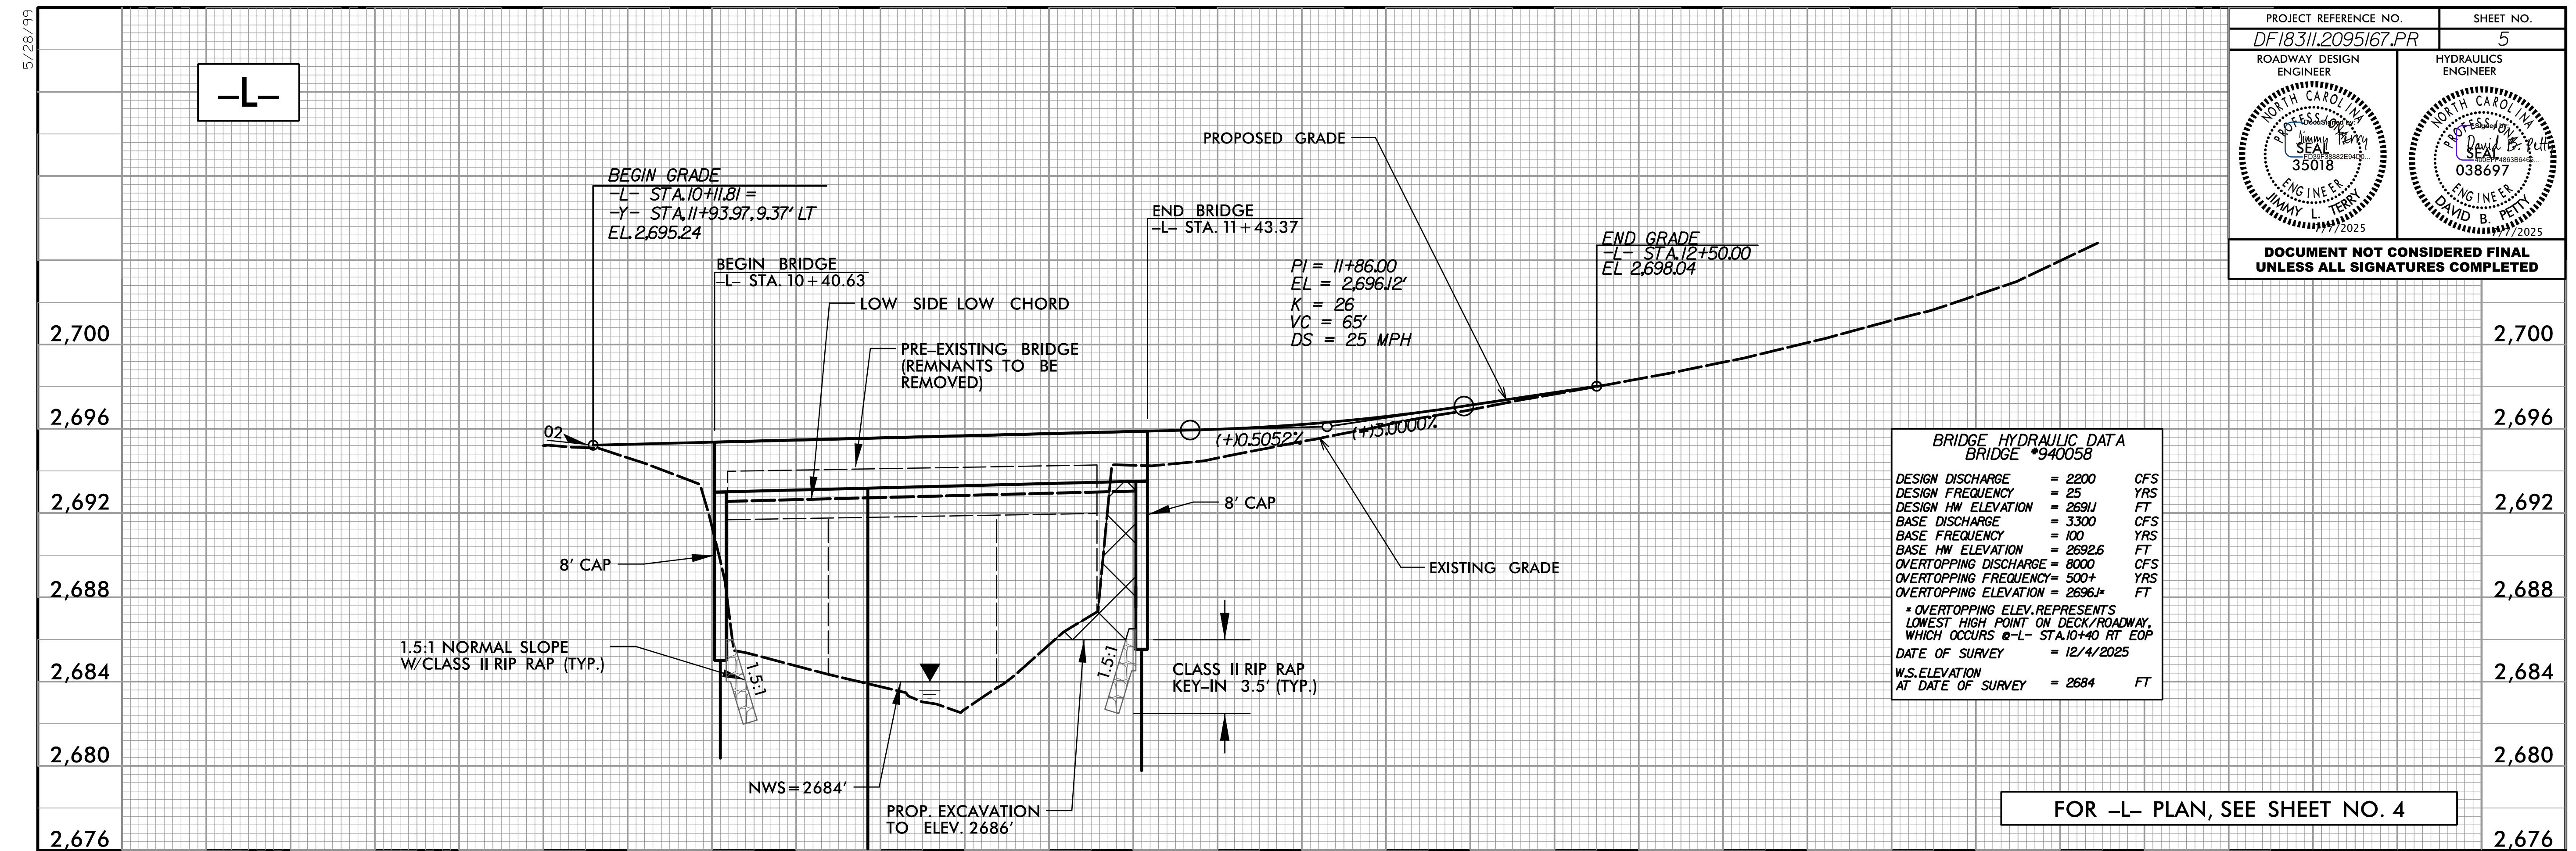 5/28/99
–L–
PROJECT REFERENCE NO.
SHEET NO.
DF18311.2095167.PR
5
ROADWAY DESIGN
ENGINEER
HYDRAULICS
ENGINEER
NORTH CAROLINA
PROFESSIONAL
DocuSigned by:
Jimmy Terry
SEAL
35018
ENGINEER
JIMMY L. TERRY
7/7/2025
NORTH CAROLINA
PROFESSIONAL
David B. Petty
SEAL
038697
ENGINEER
DAVID B. PETTY
7/7/2025
DOCUMENT NOT CONSIDERED FINAL
UNLESS ALL SIGNATURES COMPLETED
PROPOSED GRADE
BEGIN GRADE
-L- STA.10+11.81 =
-Y- STA.11+93.97, 9.37' LT
EL.2,695.24
END BRIDGE
–L– STA. 11+43.37
END GRADE
-L- STA.12+50.00
EL 2,698.04
BEGIN BRIDGE
–L– STA. 10+40.63
PI = 11+86.00
EL = 2,696.12'
K = 26
VC = 65'
DS = 25 MPH
LOW SIDE LOW CHORD
PRE–EXISTING BRIDGE
(REMNANTS TO BE
REMOVED)
2,700
2,700
2,696
2,696
02
(+)0.5052%
(+)3.0000%
2,692
2,692
8' CAP
8' CAP
EXISTING GRADE
2,688
2,688
BRIDGE HYDRAULIC DATA
BRIDGE #940058
DESIGN DISCHARGE = 2200 CFS
DESIGN FREQUENCY = 25 YRS
DESIGN HW ELEVATION = 2691.1 FT
BASE DISCHARGE = 3300 CFS
BASE FREQUENCY = 100 YRS
BASE HW ELEVATION = 2692.6 FT
OVERTOPPING DISCHARGE = 8000 CFS
OVERTOPPING FREQUENCY= 500+ YRS
OVERTOPPING ELEVATION = 2696.1* FT
* OVERTOPPING ELEV.REPRESENTS
LOWEST HIGH POINT ON DECK/ROADWAY,
WHICH OCCURS @-L- STA.10+40 RT EOP
DATE OF SURVEY = 12/4/2025
W.S.ELEVATION
AT DATE OF SURVEY = 2684 FT
1.5:1 NORMAL SLOPE
W/CLASS II RIP RAP (TYP.)
1.5:1
1.5:1
CLASS II RIP RAP
KEY–IN 3.5' (TYP.)
2,684
2,684
2,680
2,680
NWS=2684'
PROP. EXCAVATION
TO ELEV. 2686'
FOR –L– PLAN, SEE SHEET NO. 4
2,676
2,676